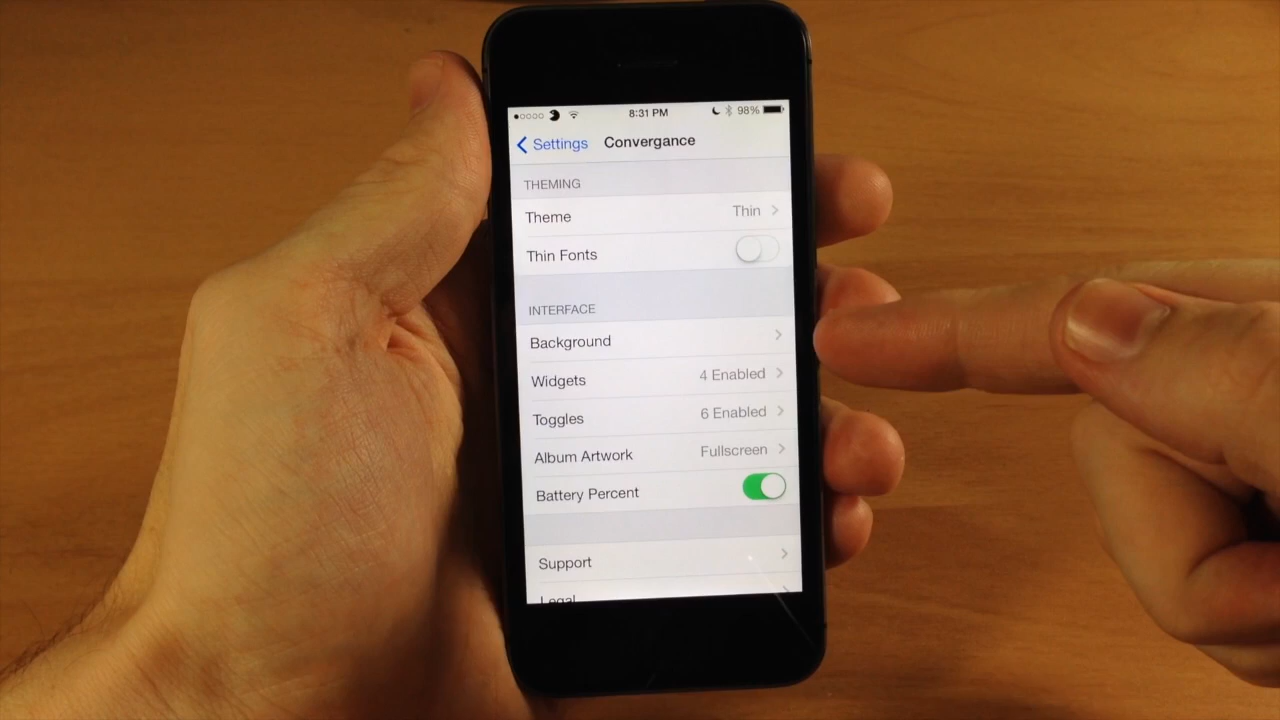 8:31 PM 98%
Settings Convergance
THEMING
Theme Thin
Thin Fonts
INTERFACE
Background
Widgets 4 Enabled
Toggles 6 Enabled
Album Artwork Fullscreen
Battery Percent
Support
Legal